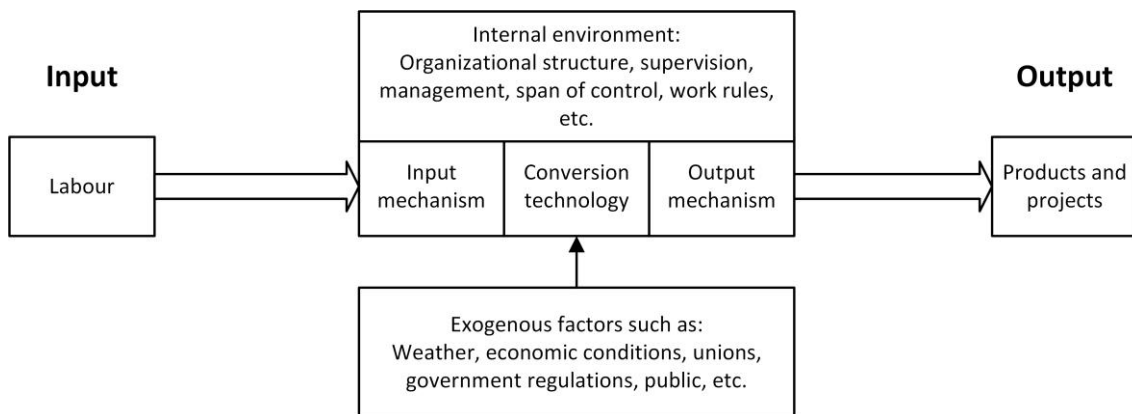 Internal environment:
Organizational structure, supervision,
management, span of control, work rules,
etc.
Input
Output
Labour
Input
mechanism
Conversion
technology
Output
mechanism
Products and
projects
Exogenous factors such as:
Weather, economic conditions, unions,
government regulations, public, etc.